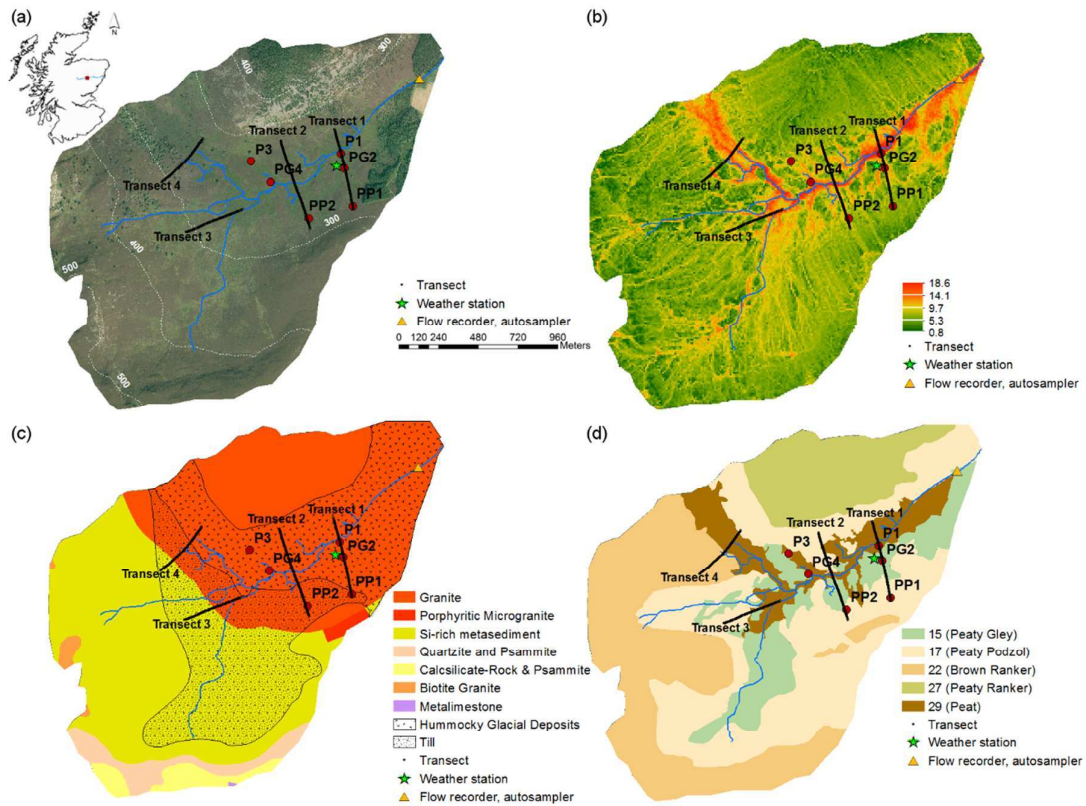 (a)
N
400
300
Transect 1
Transect 2
P1
P3
PG2
PG4
Transect 4
PP1
PP2
300
Transect 3
400
500
500
Transect
Weather station
Flow recorder, autosampler
0 120 240 480 720 960
Meters
(b)
Transect 1
Transect 2
P1
P3
PG2
PG4
Transect 4
PP1
PP2
Transect 3
18.6
14.1
9.7
5.3
0.8
Transect
Weather station
Flow recorder, autosampler
(c)
Transect 1
Transect 2
P1
P3
PG2
PG4
Transect 4
PP1
PP2
Transect 3
Granite
Porphyritic Microgranite
Si-rich metasediment
Quartzite and Psammite
Calcsilicate-Rock & Psammite
Biotite Granite
Metalimestone
Hummocky Glacial Deposits
Till
Transect
Weather station
Flow recorder, autosampler
(d)
Transect 1
Transect 2
P1
P3
PG2
PG4
Transect 4
PP1
PP2
Transect 3
15 (Peaty Gley)
17 (Peaty Podzol)
22 (Brown Ranker)
27 (Peaty Ranker)
29 (Peat)
Transect
Weather station
Flow recorder, autosampler